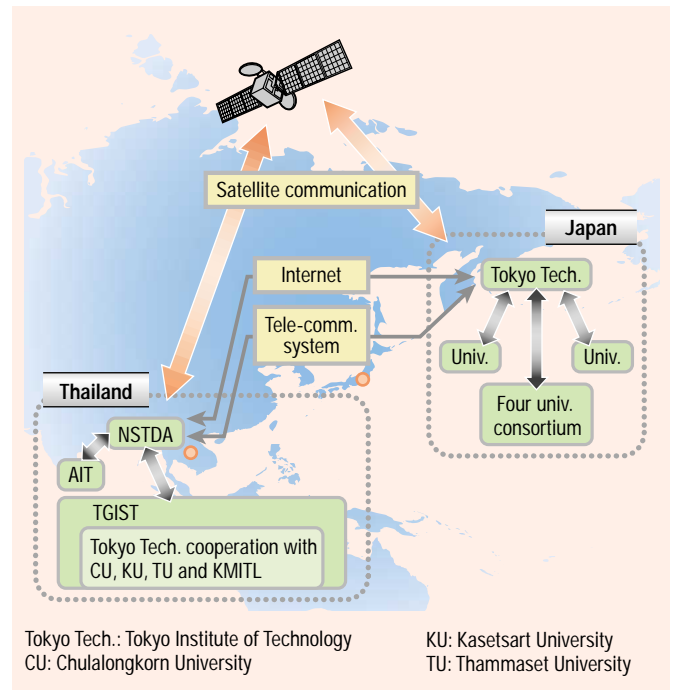 Satellite communication
Japan
Internet
Tokyo Tech.
Tele-comm.
system
Univ.
Univ.
Four univ.
consortium
Thailand
NSTDA
AIT
TGIST
Tokyo Tech. cooperation with
CU, KU, TU and KMITL
Tokyo Tech.: Tokyo Institute of Technology
CU: Chulalongkorn University
KU: Kasetsart University
TU: Thammaset University